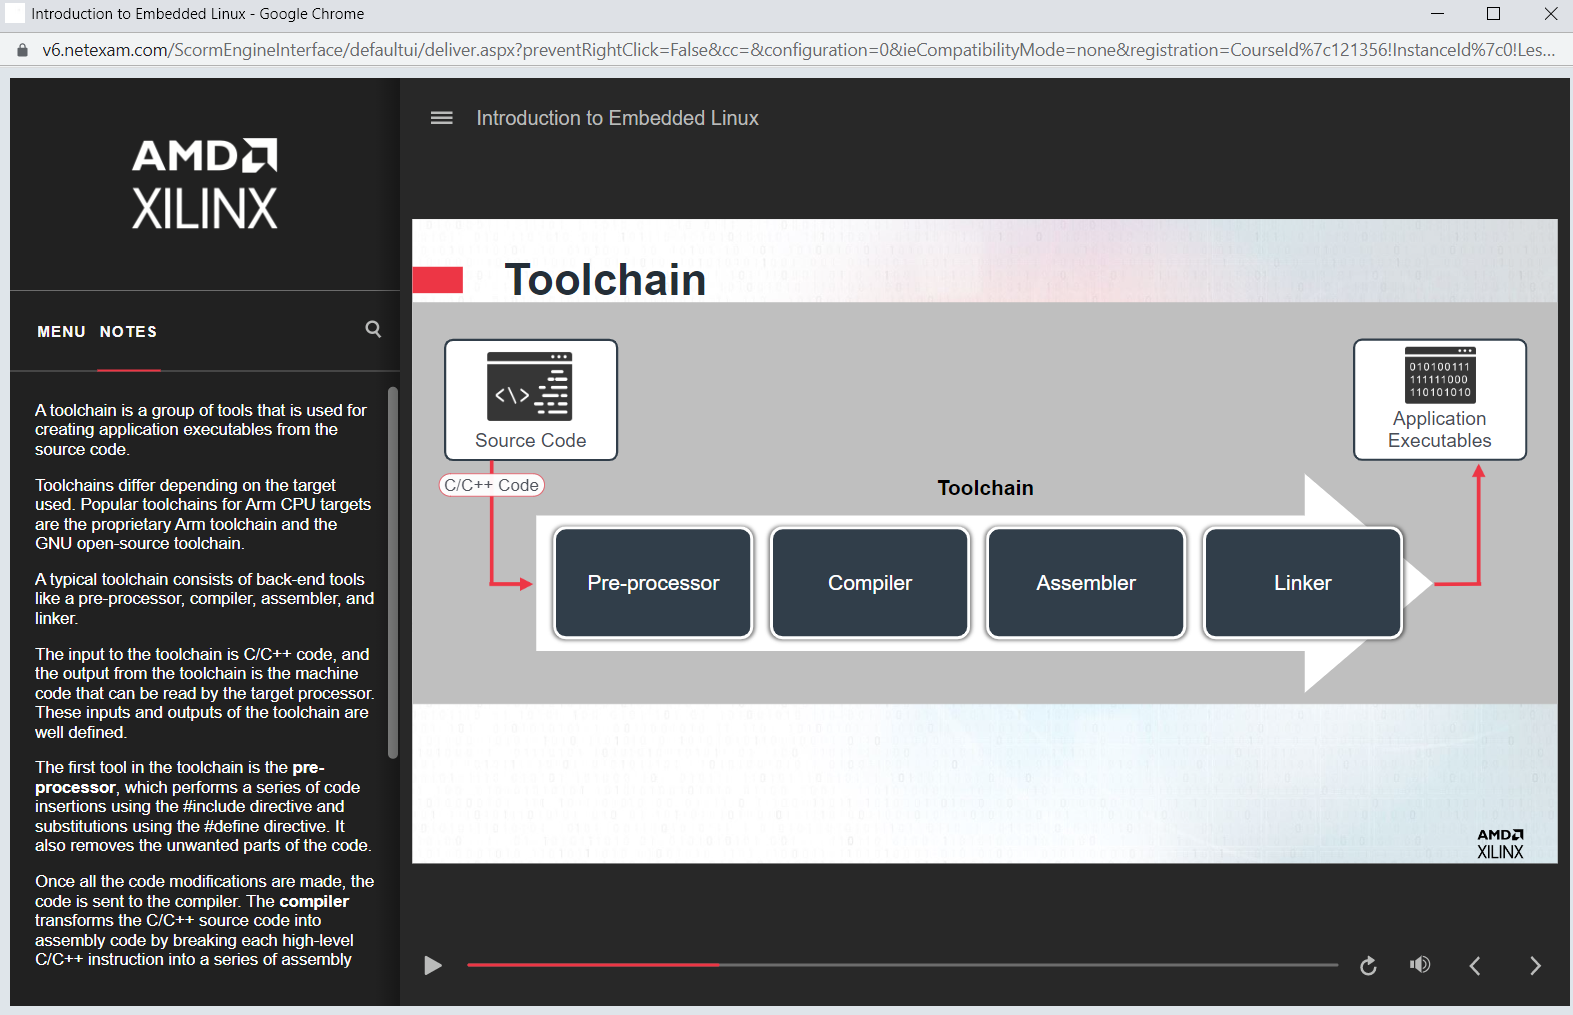 Introduction to Embedded Linux - Google Chrome
v6.netexam.com/ScormEngineInterface/defaultui/deliver.aspx?preventRightClick=False&cc=&configuration=0&ieCompatibilityMode=none&registration=CourseId%7c121356!InstanceId%7c0!Les...
AMD
XILINX
MENU NOTES
A toolchain is a group of tools that is used for
creating application executables from the
source code.
Toolchains differ depending on the target
used. Popular toolchains for Arm CPU targets
are the proprietary Arm toolchain and the
GNU open-source toolchain.
A typical toolchain consists of back-end tools
like a pre-processor, compiler, assembler, and
linker.
The input to the toolchain is C/C++ code, and
the output from the toolchain is the machine
code that can be read by the target processor.
These inputs and outputs of the toolchain are
well defined.
The first tool in the toolchain is the pre-
processor, which performs a series of code
insertions using the #include directive and
substitutions using the #define directive. It
also removes the unwanted parts of the code.
Once all the code modifications are made, the
code is sent to the compiler. The compiler
transforms the C/C++ source code into
assembly code by breaking each high-level
C/C++ instruction into a series of assembly
Introduction to Embedded Linux
Toolchain
<\>
Source Code
C/C++ Code
010100111
111111000
110101010
Application
Executables
Toolchain
Pre-processor
Compiler
Assembler
Linker
AMD
XILINX